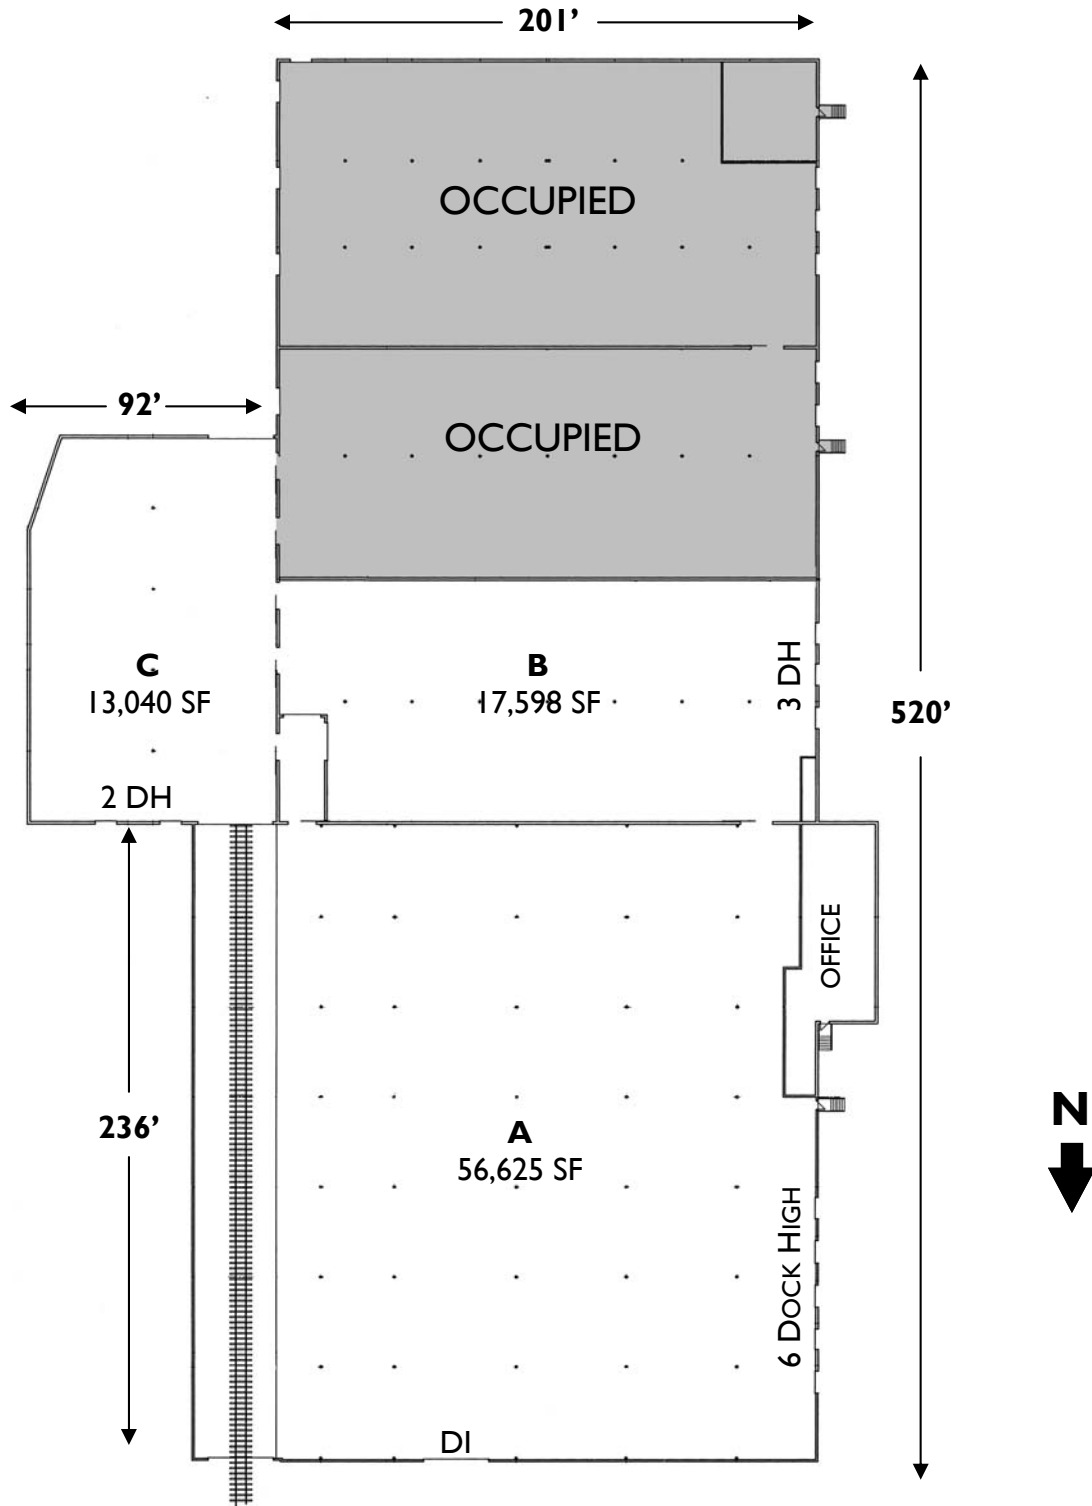 201’
OCCUPIED
92’
OCCUPIED
C
13,040 SF
B
17,598 SF
3 DH
520’
2 DH
OFFICE
236’
A
56,625 SF
N
6 DOCK HIGH
DI